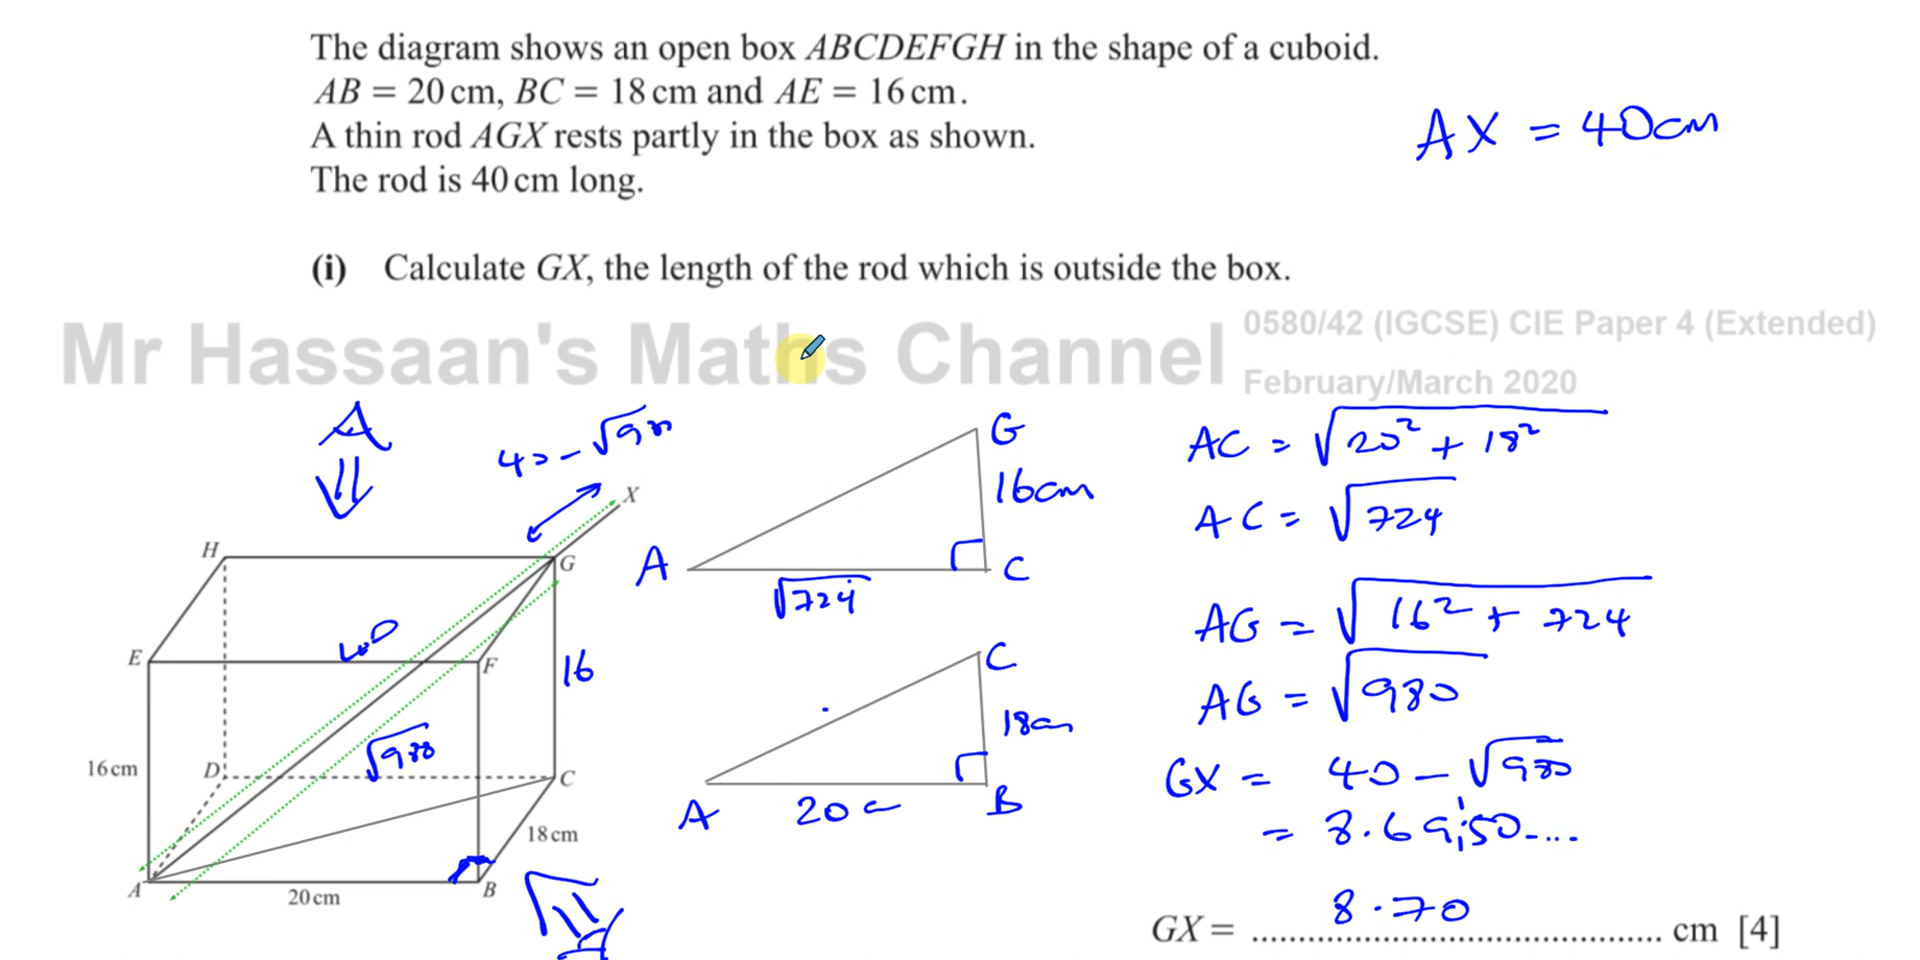 The diagram shows an open box ABCDEFGH in the shape of a cuboid.
AB = 20 cm, BC = 18 cm and AE = 16 cm.
A thin rod AGX rests partly in the box as shown.
The rod is 40 cm long.
AX = 40cm
(i) Calculate GX, the length of the rod which is outside the box.
Mr Hassaan's Maths Channel
0580/42 (IGCSE) CIE Paper 4 (Extended)
February/March 2020
A
40 - √980
X
H
G
E
F
16
√980
16 cm
D
C
18 cm
A
B
20 cm
G
16cm
A
C
√724
C
18cm
A
20c
B
AC = √20² + 18²
AC = √724
AG = √16² + 724
AG = √980
GX = 40 - √980
= 8.69;50....
8.70
GX = .......................................... cm [4]